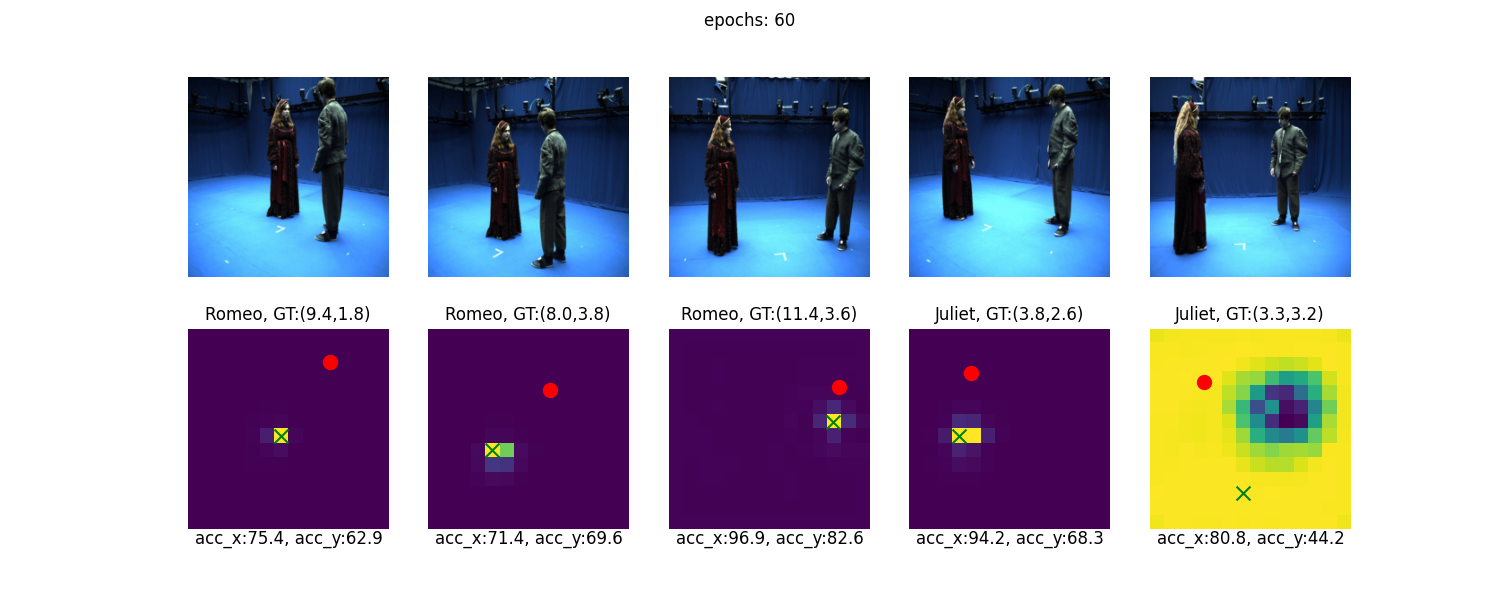 epochs: 60
Romeo, GT:(9.4,1.8)
Romeo, GT:(8.0,3.8)
Romeo, GT:(11.4,3.6)
Juliet, GT:(3.8,2.6)
Juliet, GT:(3.3,3.2)
acc_x:75.4, acc_y:62.9
acc_x:71.4, acc_y:69.6
acc_x:96.9, acc_y:82.6
acc_x:94.2, acc_y:68.3
acc_x:80.8, acc_y:44.2